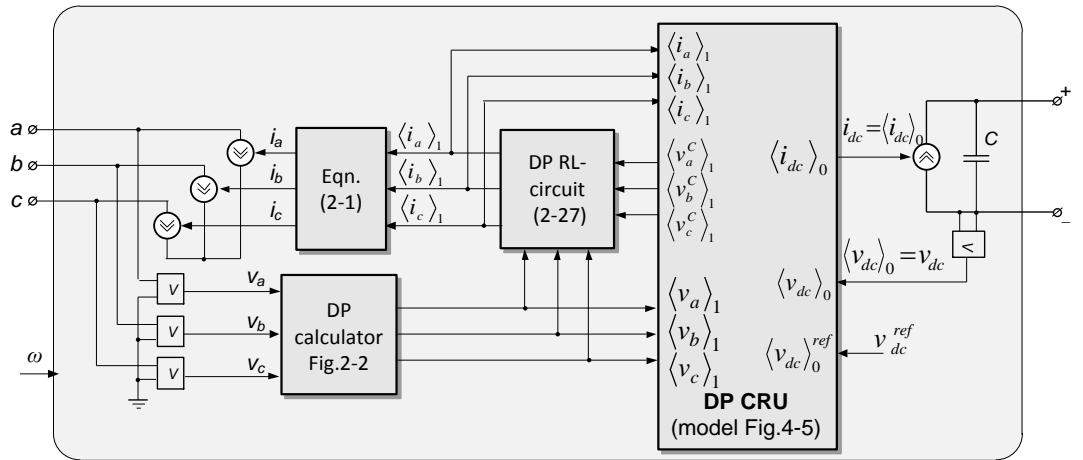 a
b
c
ω
i_a
i_b
i_c
V
V
V
v_a
v_b
v_c
Eqn.
(2-1)
DP
calculator
Fig.2-2
⟨i_a⟩_1
⟨i_b⟩_1
⟨i_c⟩_1
DP RL-
circuit
(2-27)
⟨i_a⟩_1
⟨i_b⟩_1
⟨i_c⟩_1
⟨v_a^C⟩_1
⟨v_b^C⟩_1
⟨v_c^C⟩_1
⟨v_a⟩_1
⟨v_b⟩_1
⟨v_c⟩_1
⟨i_dc⟩_0
⟨v_dc⟩_0
⟨v_dc⟩_0^ref
DP CRU
(model Fig.4-5)
i_dc=⟨i_dc⟩_0
C
+
−
V
⟨v_dc⟩_0=v_dc
v_dc^ref